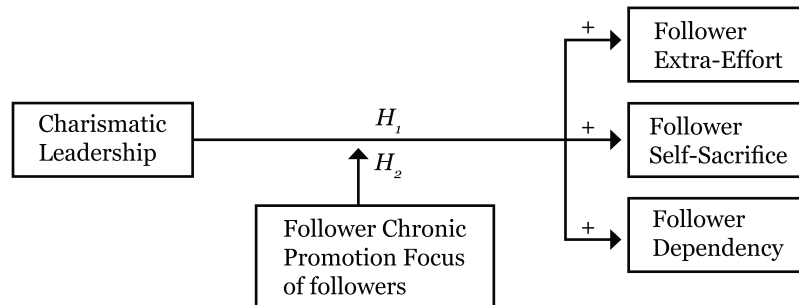 +
Follower
Extra-Effort
Charismatic
Leadership
H1
+
Follower
Self-Sacrifice
H2
Follower Chronic
Promotion Focus
of followers
+
Follower
Dependency